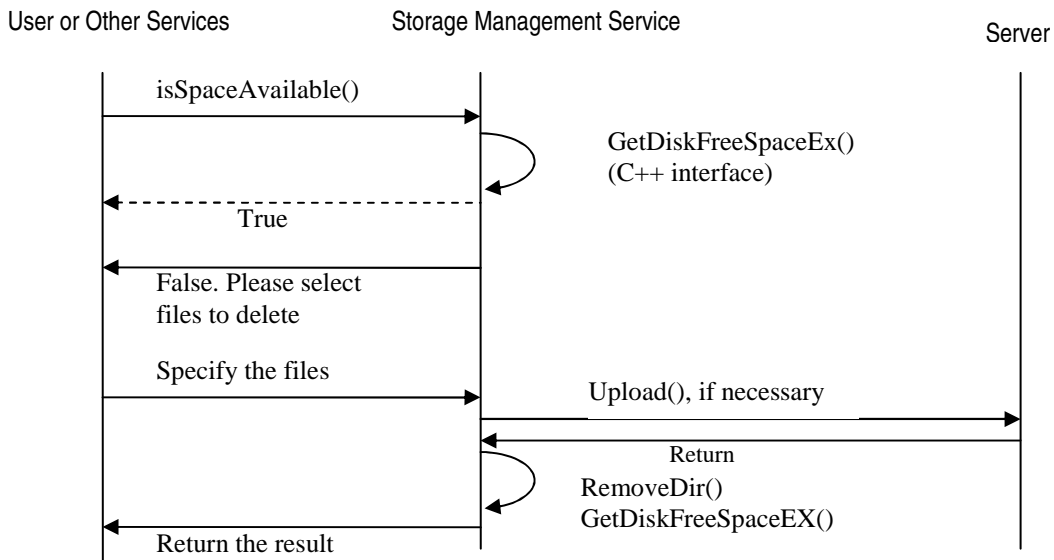 User or Other Services
Storage Management Service
Server
isSpaceAvailable()
GetDiskFreeSpaceEx()
(C++ interface)
True
False. Please select
files to delete
Specify the files
Upload(), if necessary
Return
RemoveDir()
GetDiskFreeSpaceEX()
Return the result